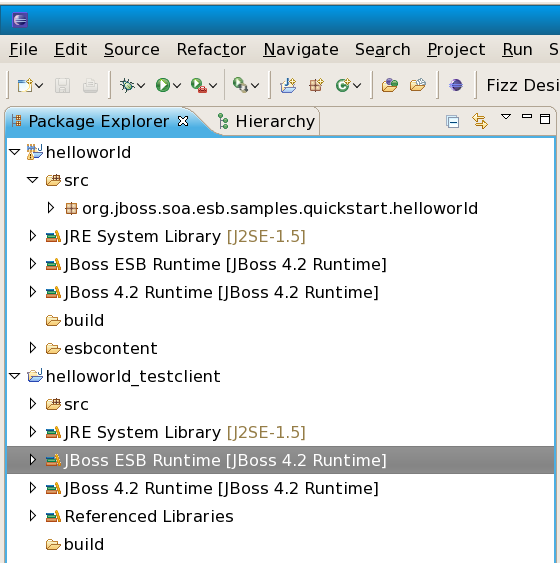 File Edit Source Refactor Navigate Search Project Run S
Fizz Desi
Package Explorer Hierarchy
helloworld
src
org.jboss.soa.esb.samples.quickstart.helloworld
JRE System Library [J2SE-1.5]
JBoss ESB Runtime [JBoss 4.2 Runtime]
JBoss 4.2 Runtime [JBoss 4.2 Runtime]
build
esbcontent
helloworld_testclient
src
JRE System Library [J2SE-1.5]
JBoss ESB Runtime [JBoss 4.2 Runtime]
JBoss 4.2 Runtime [JBoss 4.2 Runtime]
Referenced Libraries
build